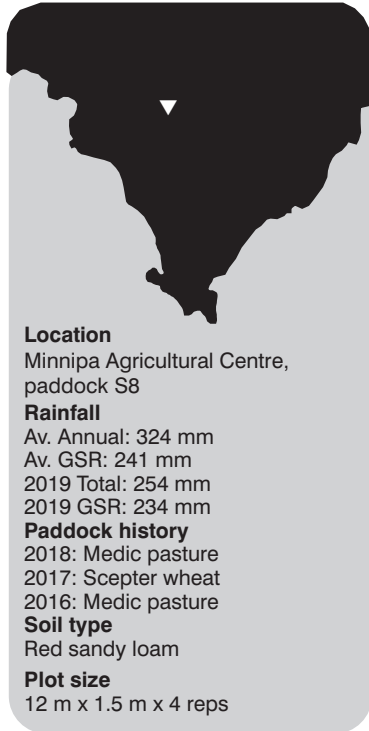 Location
Minnipa Agricultural Centre,
paddock S8
Rainfall
Av. Annual: 324 mm
Av. GSR: 241 mm
2019 Total: 254 mm
2019 GSR: 234 mm
Paddock history
2018: Medic pasture
2017: Scepter wheat
2016: Medic pasture
Soil type
Red sandy loam
Plot size
12 m x 1.5 m x 4 reps